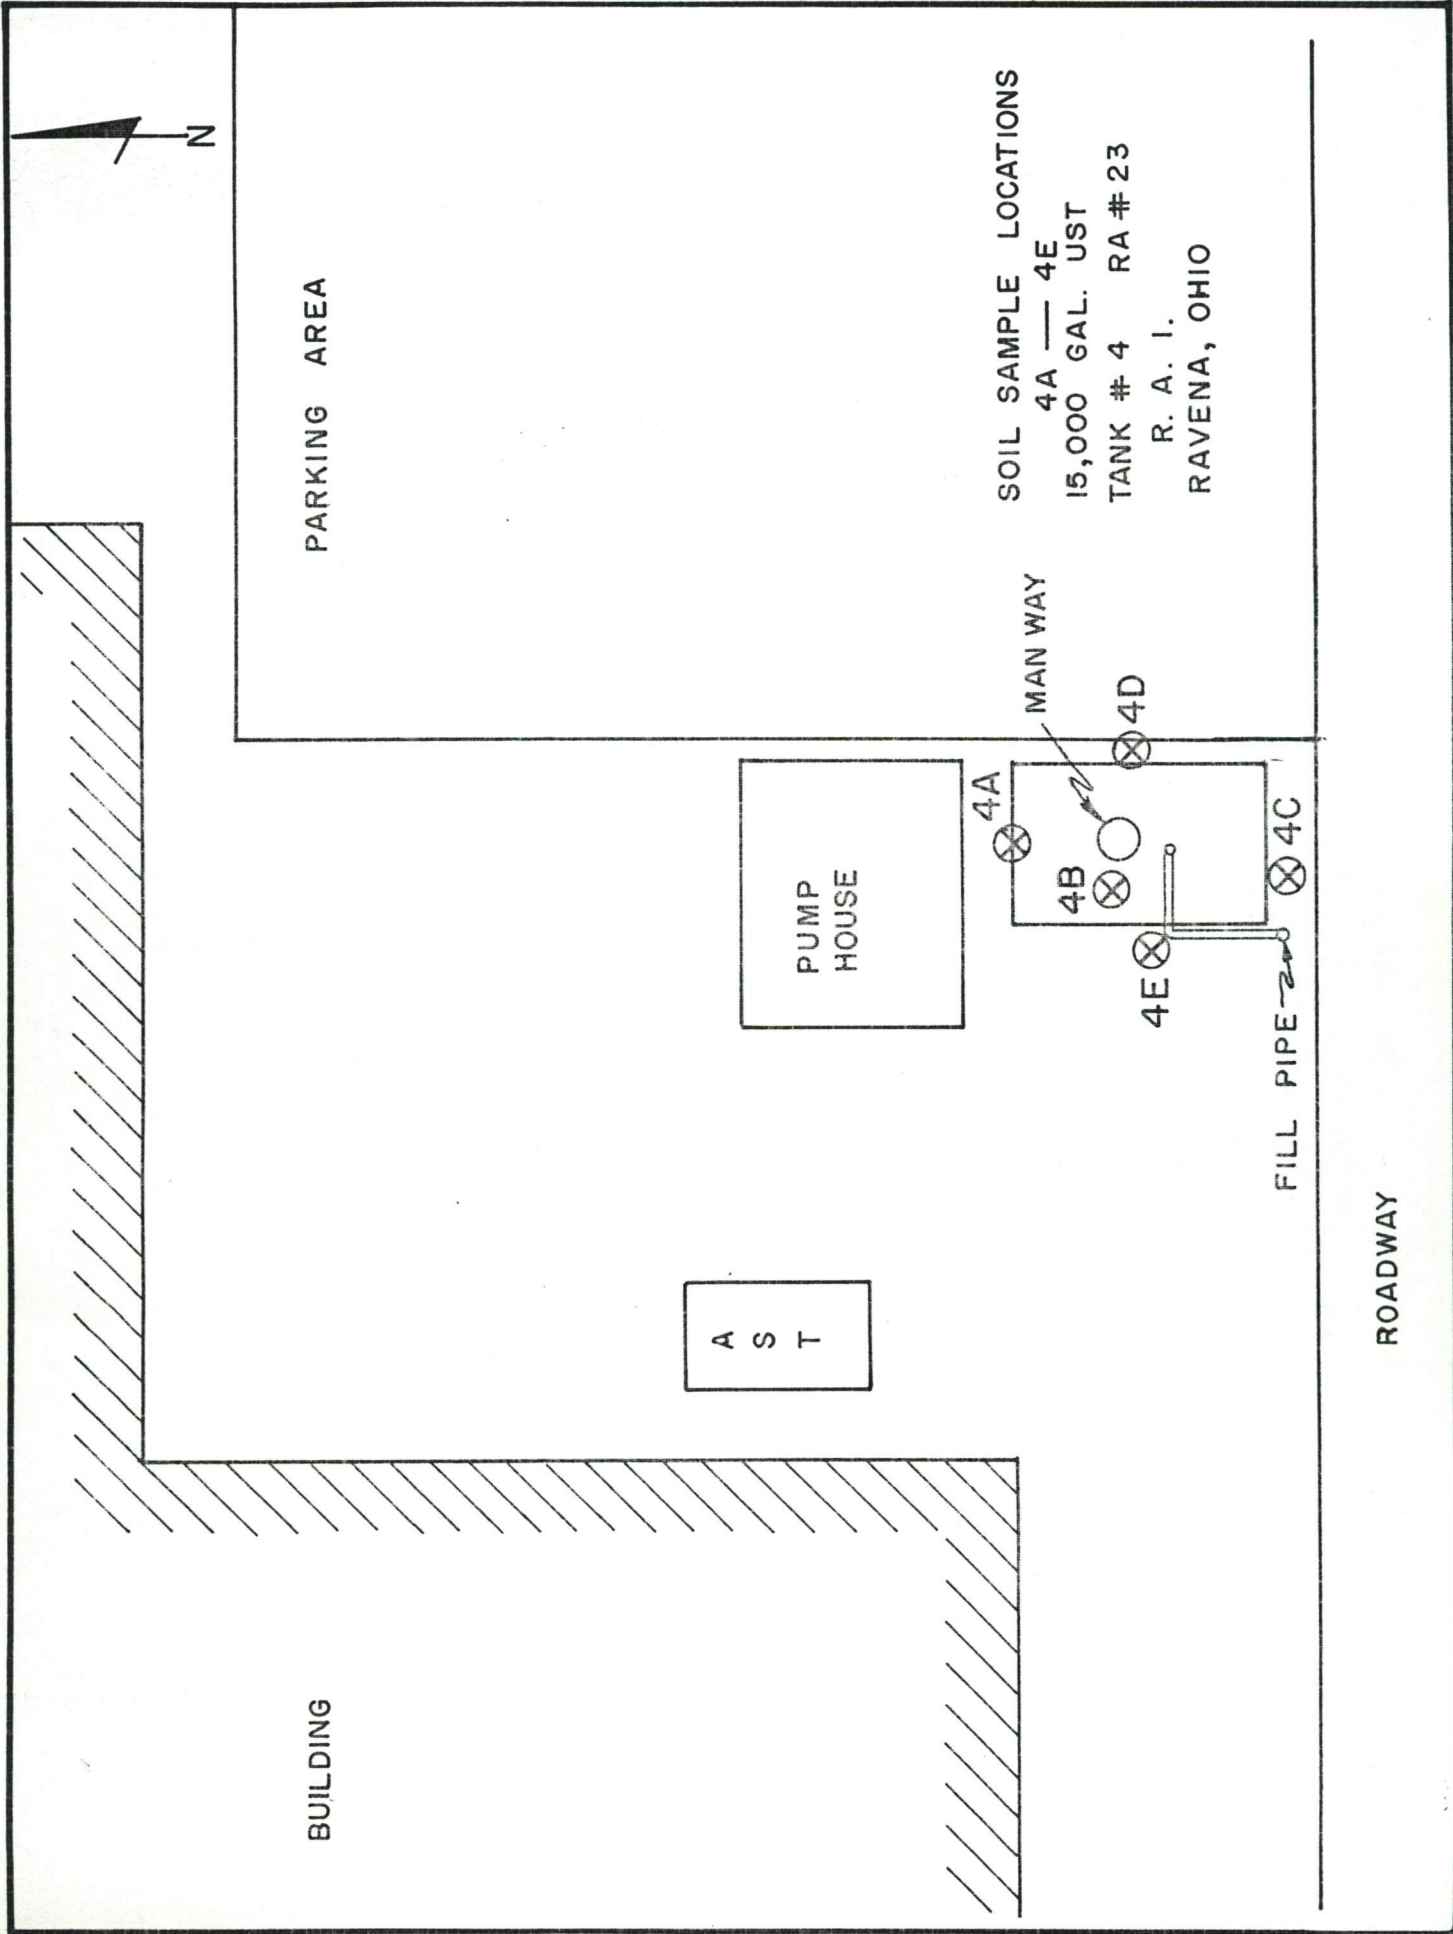 N
PARKING AREA
BUILDING
PUMP
HOUSE
A
S
T
4A
MAN WAY
4B
4D
4E
4C
FILL PIPE
SOIL SAMPLE LOCATIONS
4A — 4E
15,000 GAL. UST
TANK # 4 RA # 23
R. A. I.
RAVENA, OHIO
ROADWAY